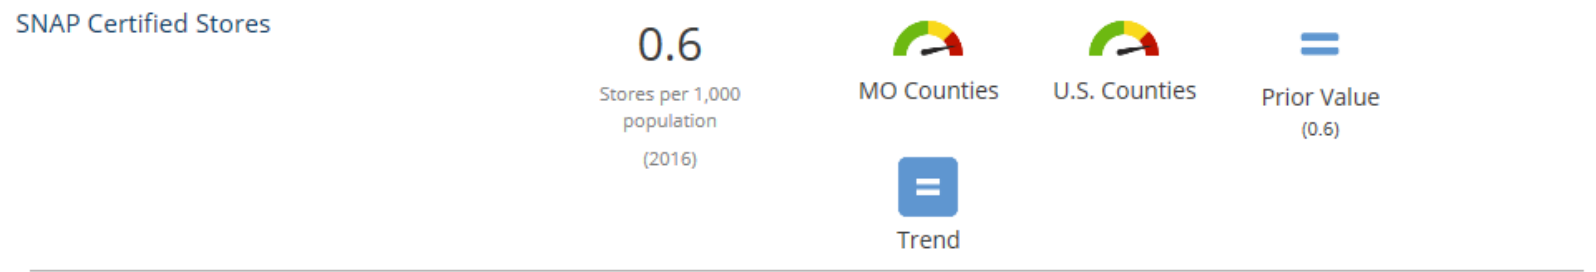 SNAP Certified Stores
0.6
Stores per 1,000
population
(2016)
MO Counties
U.S. Counties
Prior Value
(0.6)
Trend